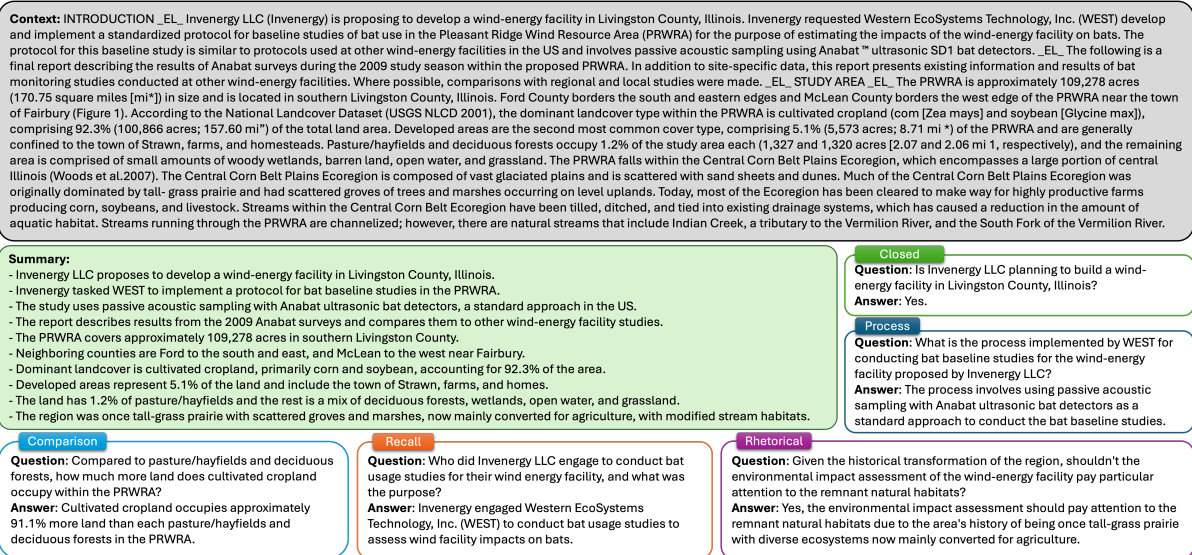 Context: INTRODUCTION _EL_ Invenergy LLC (Invenergy) is proposing to develop a wind-energy facility in Livingston County, Illinois. Invenergy requested Western EcoSystems Technology, Inc. (WEST) develop
and implement a standardized protocol for baseline studies of bat use in the Pleasant Ridge Wind Resource Area (PRWRA) for the purpose of estimating the impacts of the wind-energy facility on bats. The
protocol for this baseline study is similar to protocols used at other wind-energy facilities in the US and involves passive acoustic sampling using Anabat ™ ultrasonic SD1 bat detectors. _EL_ The following is a
final report describing the results of Anabat surveys during the 2009 study season within the proposed PRWRA. In addition to site-specific data, this report presents existing information and results of bat
monitoring studies conducted at other wind-energy facilities. Where possible, comparisons with regional and local studies were made. _EL_ STUDY AREA _EL_ The PRWRA is approximately 109,278 acres
(170.75 square miles [mi*]) in size and is located in southern Livingston County, Illinois. Ford County borders the south and eastern edges and McLean County borders the west edge of the PRWRA near the town
of Fairbury (Figure 1). According to the National Landcover Dataset (USGS NLCD 2001), the dominant landcover type within the PRWRA is cultivated cropland (com [Zea mays] and soybean [Glycine max]),
comprising 92.3% (100,866 acres; 157.60 mi”) of the total land area. Developed areas are the second most common cover type, comprising 5.1% (5,573 acres; 8.71 mi *) of the PRWRA and are generally
confined to the town of Strawn, farms, and homesteads. Pasture/hayfields and deciduous forests occupy 1.2% of the study area each (1,327 and 1,320 acres [2.07 and 2.06 mi 1, respectively), and the remaining
area is comprised of small amounts of woody wetlands, barren land, open water, and grassland. The PRWRA falls within the Central Corn Belt Plains Ecoregion, which encompasses a large portion of central
Illinois (Woods et al.2007). The Central Corn Belt Plains Ecoregion is composed of vast glaciated plains and is scattered with sand sheets and dunes. Much of the Central Corn Belt Plains Ecoregion was
originally dominated by tall- grass prairie and had scattered groves of trees and marshes occurring on level uplands. Today, most of the Ecoregion has been cleared to make way for highly productive farms
producing corn, soybeans, and livestock. Streams within the Central Corn Belt Ecoregion have been tilled, ditched, and tied into existing drainage systems, which has caused a reduction in the amount of
aquatic habitat. Streams running through the PRWRA are channelized; however, there are natural streams that include Indian Creek, a tributary to the Vermilion River, and the South Fork of the Vermilion River.
Summary:
- Invenergy LLC proposes to develop a wind-energy facility in Livingston County, Illinois.
- Invenergy tasked WEST to implement a protocol for bat baseline studies in the PRWRA.
- The study uses passive acoustic sampling with Anabat ultrasonic bat detectors, a standard approach in the US.
- The report describes results from the 2009 Anabat surveys and compares them to other wind-energy facility studies.
- The PRWRA covers approximately 109,278 acres in southern Livingston County.
- Neighboring counties are Ford to the south and east, and McLean to the west near Fairbury.
- Dominant landcover is cultivated cropland, primarily corn and soybean, accounting for 92.3% of the area.
- Developed areas represent 5.1% of the land and include the town of Strawn, farms, and homes.
- The land has 1.2% of pasture/hayfields and the rest is a mix of deciduous forests, wetlands, open water, and grassland.
- The region was once tall-grass prairie with scattered groves and marshes, now mainly converted for agriculture, with modified stream habitats.
Closed
Question: Is Invenergy LLC planning to build a wind-
energy facility in Livingston County, Illinois?
Answer: Yes.
Process
Question: What is the process implemented by WEST for
conducting bat baseline studies for the wind-energy
facility proposed by Invenergy LLC?
Answer: The process involves using passive acoustic
sampling with Anabat ultrasonic bat detectors as a
standard approach to conduct the bat baseline studies.
Comparison
Question: Compared to pasture/hayfields and deciduous
forests, how much more land does cultivated cropland
occupy within the PRWRA?
Answer: Cultivated cropland occupies approximately
91.1% more land than each pasture/hayfields and
deciduous forests in the PRWRA.
Recall
Question: Who did Invenergy LLC engage to conduct bat
usage studies for their wind energy facility, and what was
the purpose?
Answer: Invenergy engaged Western EcoSystems
Technology, Inc. (WEST) to conduct bat usage studies to
assess wind facility impacts on bats.
Rhetorical
Question: Given the historical transformation of the region, shouldn't the
environmental impact assessment of the wind-energy facility pay particular
attention to the remnant natural habitats?
Answer: Yes, the environmental impact assessment should pay attention to the
remnant natural habitats due to the area's history of being once tall-grass prairie
with diverse ecosystems now mainly converted for agriculture.